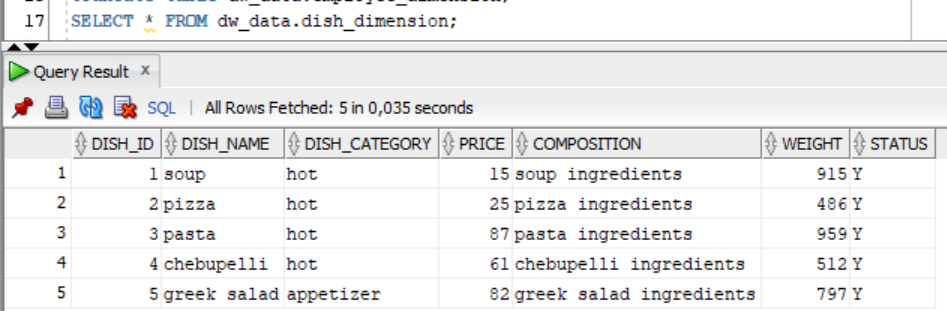 17 SELECT * FROM dw_data.dish_dimension;
Query Result x
SQL | All Rows Fetched: 5 in 0,035 seconds
DISH_ID DISH_NAME DISH_CATEGORY PRICE COMPOSITION WEIGHT STATUS
1 1 soup hot 15 soup ingredients 915 Y
2 2 pizza hot 25 pizza ingredients 486 Y
3 3 pasta hot 87 pasta ingredients 959 Y
4 4 chebupelli hot 61 chebupelli ingredients 512 Y
5 5 greek salad appetizer 82 greek salad ingredients 797 Y